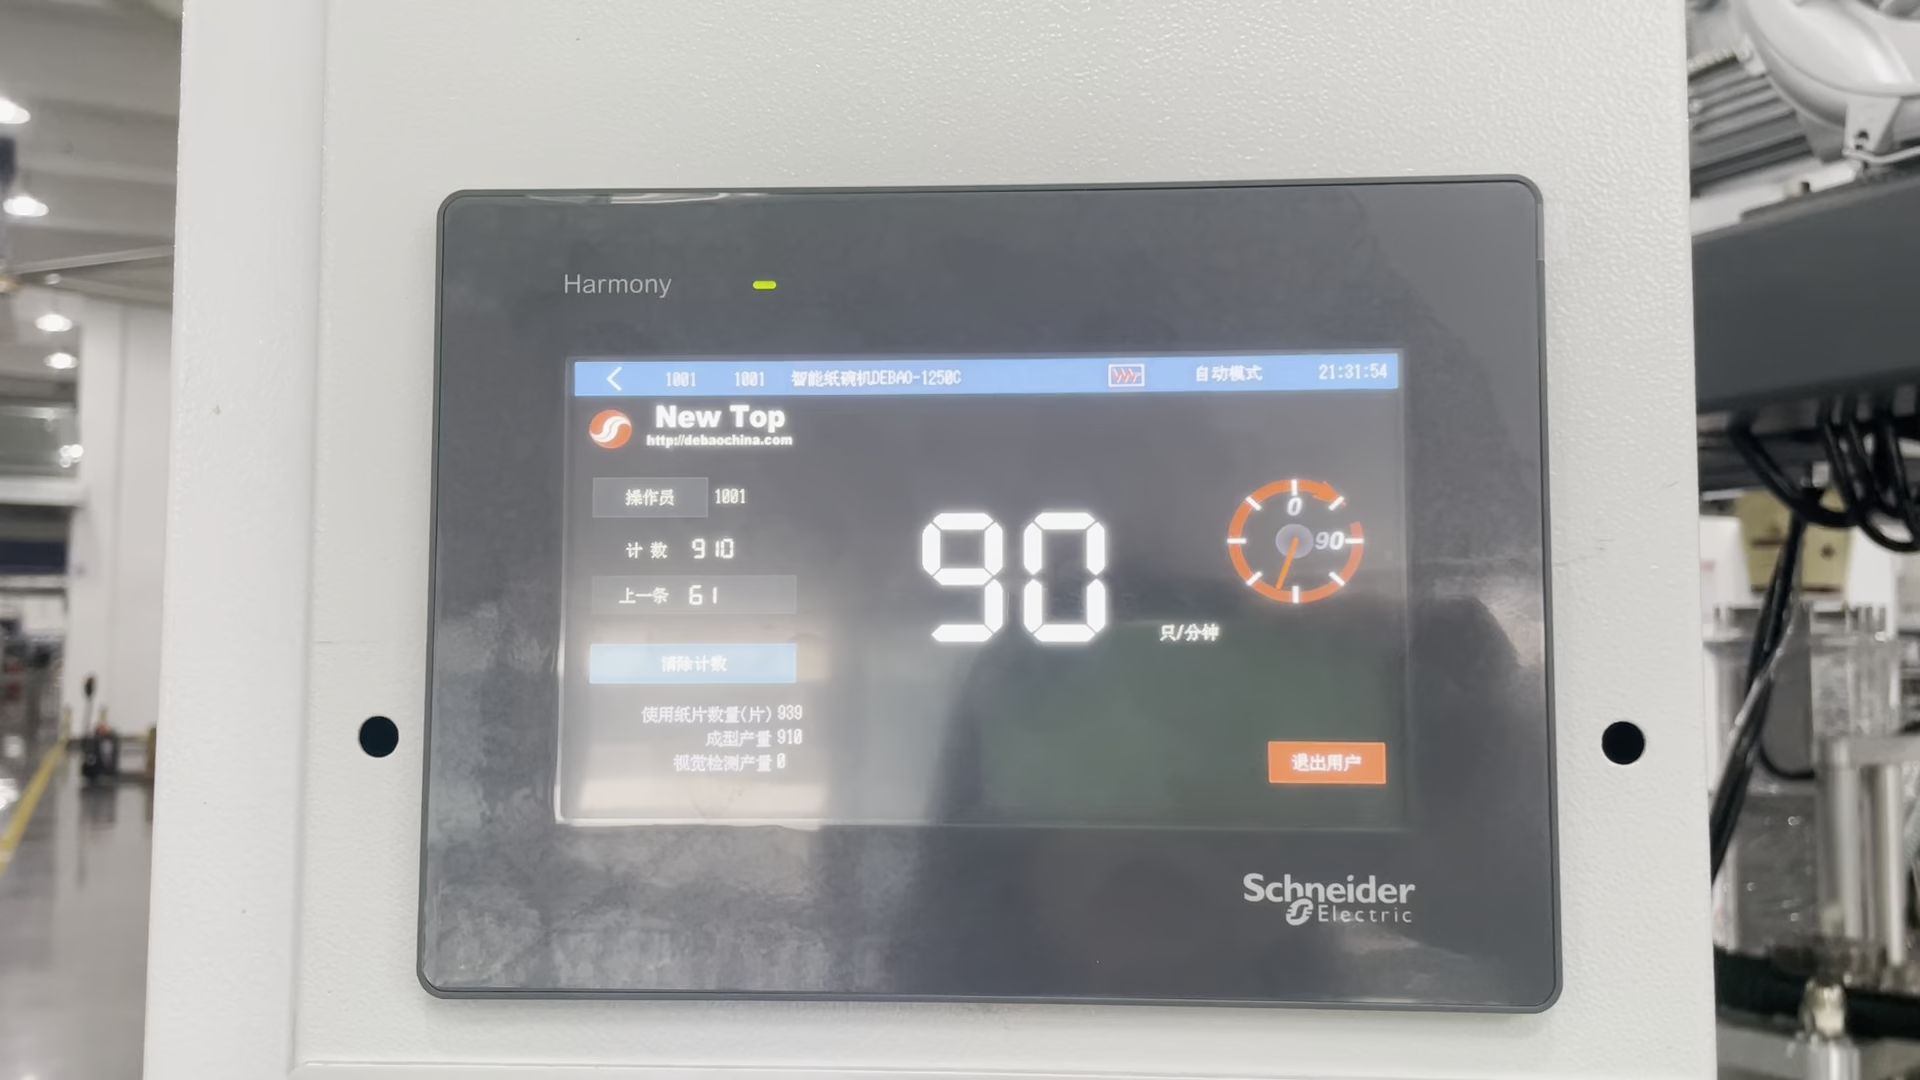 Harmony
1001 1001 智能纸碗机DEBAO-1250C 自动模式 21:31:54
New Top
http://debaochina.com
操作员 1001
计数 910
上一条 61
清除计数
使用纸片数量(片) 939
成型产量 910
视觉检测产量 0
90
只/分钟
0
90
退出用户
Schneider
Electric